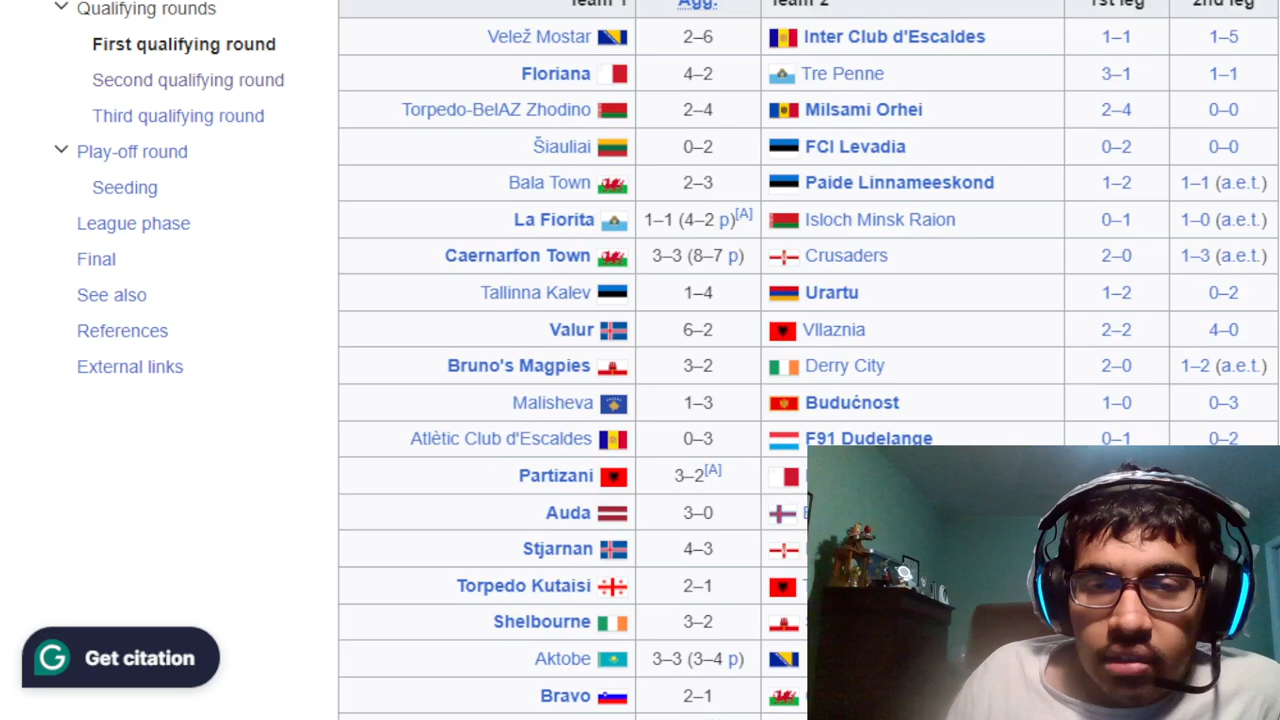 Qualifying rounds
First qualifying round
Second qualifying round
Third qualifying round
Play-off round
Seeding
League phase
Final
See also
References
External links
Get citation
Team 1 Agg. Team 2 1st leg 2nd leg
Velež Mostar 2–6 Inter Club d'Escaldes 1–1 1–5
Floriana 4–2 Tre Penne 3–1 1–1
Torpedo-BelAZ Zhodino 2–4 Milsami Orhei 2–4 0–0
Šiauliai 0–2 FCI Levadia 0–2 0–0
Bala Town 2–3 Paide Linnameeskond 1–2 1–1 (a.e.t.)
La Fiorita 1–1 (4–2 p)[A] Isloch Minsk Raion 0–1 1–0 (a.e.t.)
Caernarfon Town 3–3 (8–7 p) Crusaders 2–0 1–3 (a.e.t.)
Tallinna Kalev 1–4 Urartu 1–2 0–2
Valur 6–2 Vllaznia 2–2 4–0
Bruno's Magpies 3–2 Derry City 2–0 1–2 (a.e.t.)
Malisheva 1–3 Budućnost 1–0 0–3
Atlètic Club d'Escaldes 0–3 F91 Dudelange 0–1 0–2
Partizani 3–2[A]
Auda 3–0
Stjarnan 4–3
Torpedo Kutaisi 2–1
Shelbourne 3–2
Aktobe 3–3 (3–4 p)
Bravo 2–1